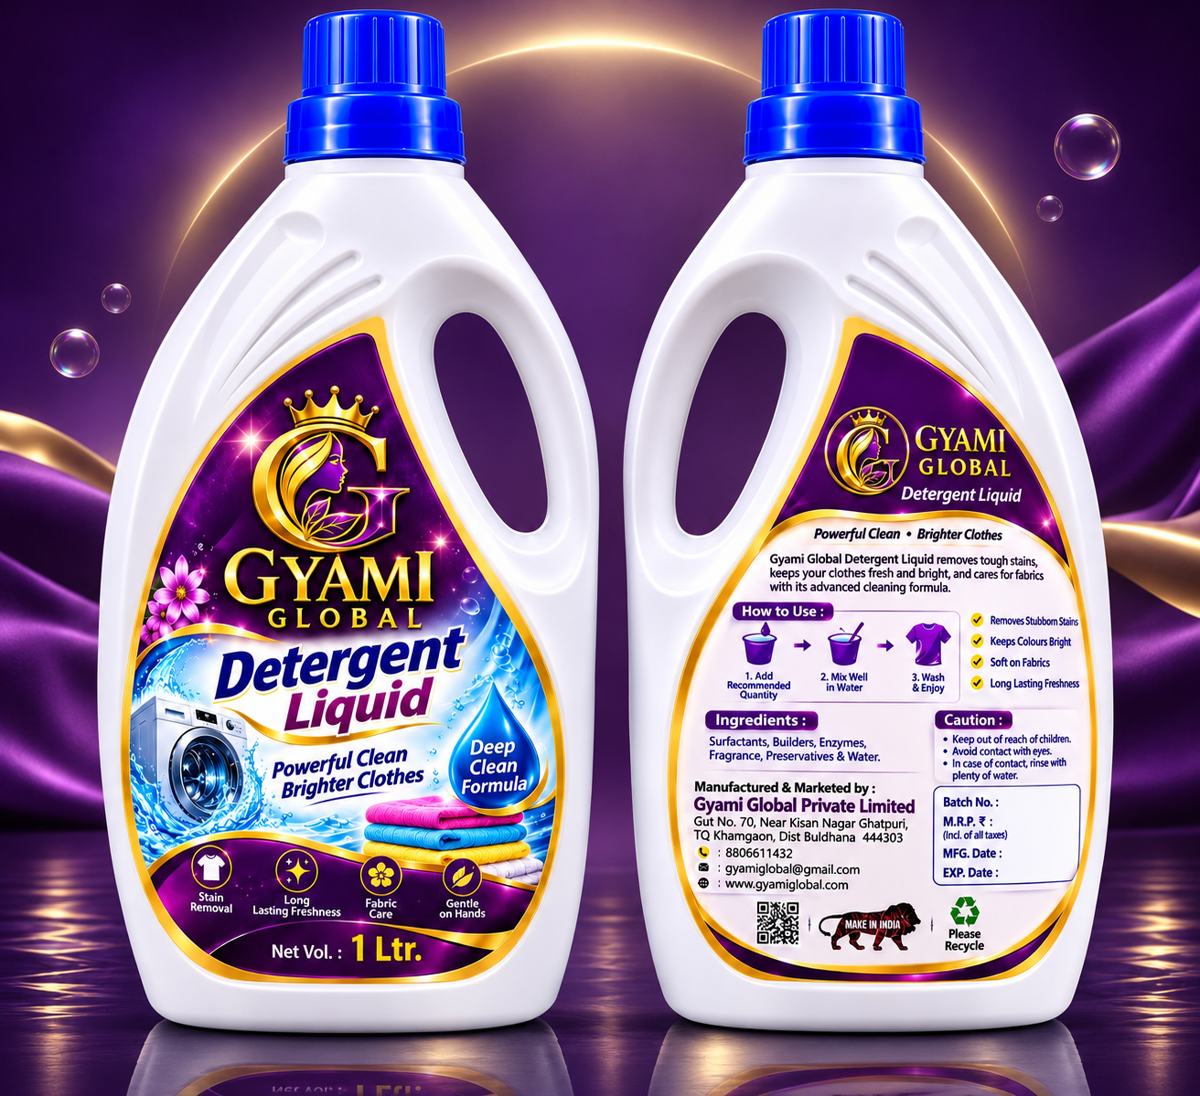 G
GYAMI
GLOBAL
Detergent
Liquid
Powerful Clean
Brighter Clothes
Deep
Clean
Formula
Stain
Removal
Long
Lasting Freshness
Fabric
Care
Gentle
on Hands
Net Vol. : 1 Ltr.
G
GYAMI
GLOBAL
Detergent Liquid
Powerful Clean • Brighter Clothes
Gyami Global Detergent Liquid removes tough stains,
keeps your clothes fresh and bright, and cares for fabrics
with its advanced cleaning formula.
How to Use :
1. Add
Recommended
Quantity
2. Mix Well
in Water
3. Wash
& Enjoy
Removes Stubborn Stains
Keeps Colours Bright
Soft on Fabrics
Long Lasting Freshness
Ingredients :
Surfactants, Builders, Enzymes,
Fragrance, Preservatives & Water.
Caution :
• Keep out of reach of children.
• Avoid contact with eyes.
• In case of contact, rinse with
plenty of water.
Manufactured & Marketed by :
Gyami Global Private Limited
Gut No. 70, Near Kisan Nagar Ghatpuri,
TQ Khamgaon, Dist Buldhana 444303
: 8806611432
: gyamiglobal@gmail.com
: www.gyamiglobal.com
Batch No. :
M.R.P. ₹ :
(Incl. of all taxes)
MFG. Date :
EXP. Date :
MAKE IN INDIA
Please
Recycle